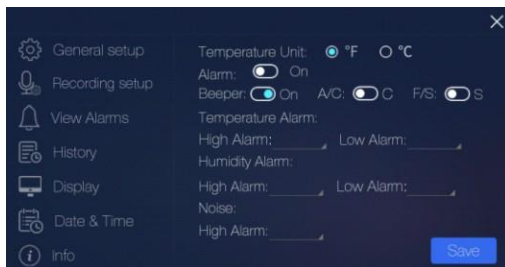 General setup
Recording setup
View Alarms
History
Display
Date & Time
Info
Temperature Unit: °F °C
Alarm: On
Beeper: On A/C: C F/S: S
Temperature Alarm:
High Alarm: Low Alarm:
Humidity Alarm:
High Alarm: Low Alarm:
Noise:
High Alarm:
Save